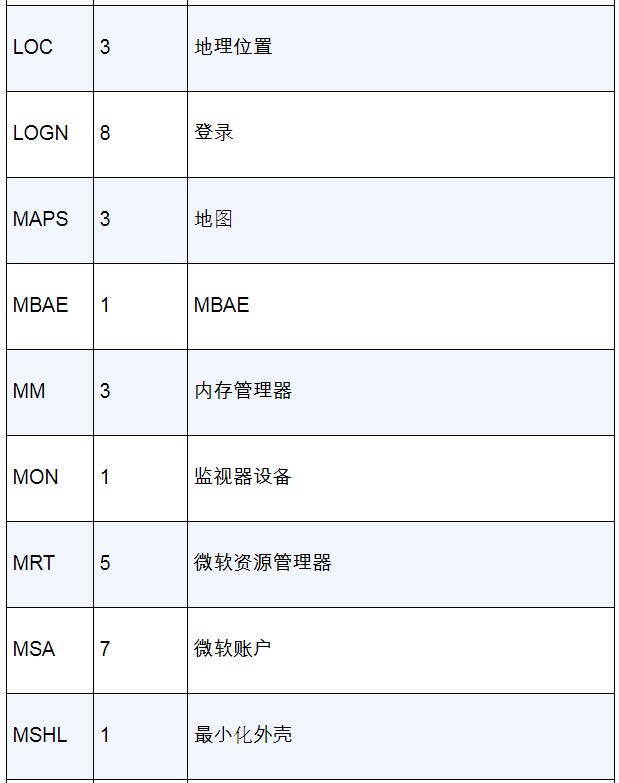 LOC 3 地理位置
LOGN 8 登录
MAPS 3 地图
MBAE 1 MBAE
MM 3 内存管理器
MON 1 监视器设备
MRT 5 微软资源管理器
MSA 7 微软账户
MSHL 1 最小化外壳